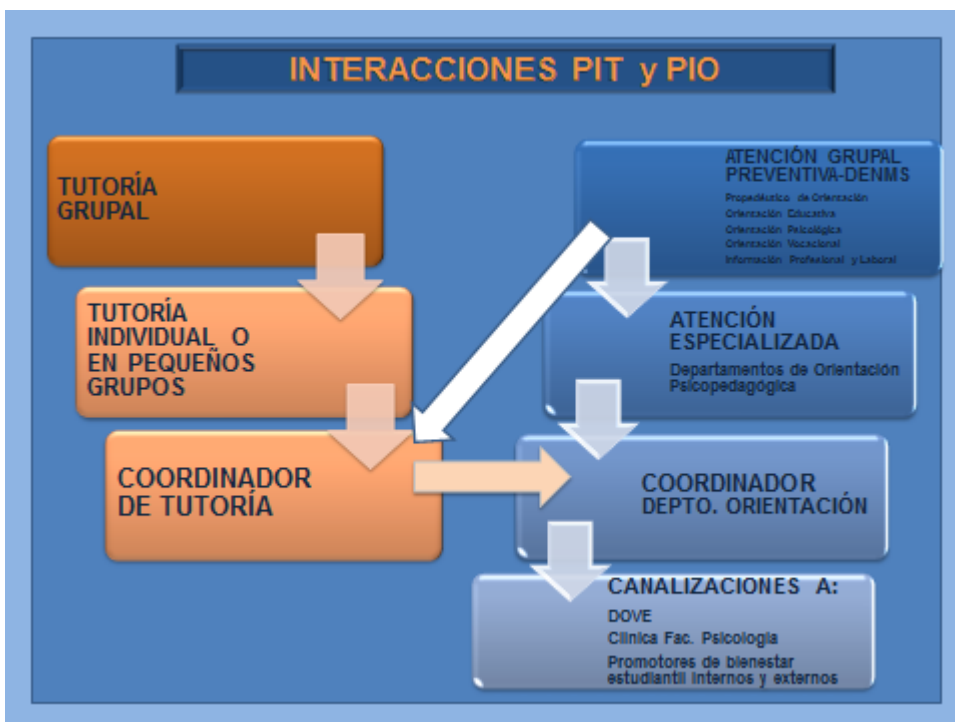 INTERACCIONES PIT y PIO
TUTORÍA
GRUPAL
TUTORÍA
INDIVIDUAL O
EN PEQUEÑOS
GRUPOS
COORDINADOR
DE TUTORÍA
ATENCIÓN GRUPAL
PREVENTIVA-DENMS
Propedéutico de Orientación
Orientación Educativa
Orientación Psicológica
Orientación Vocacional
Información Profesional y Laboral
ATENCIÓN
ESPECIALIZADA
Departamentos de Orientación
Psicopedagógica
COORDINADOR
DEPTO. ORIENTACIÓN
CANALIZACIONES A:
DOVE
Clínica Fac. Psicología
Promotores de bienestar
estudiantil internos y externos